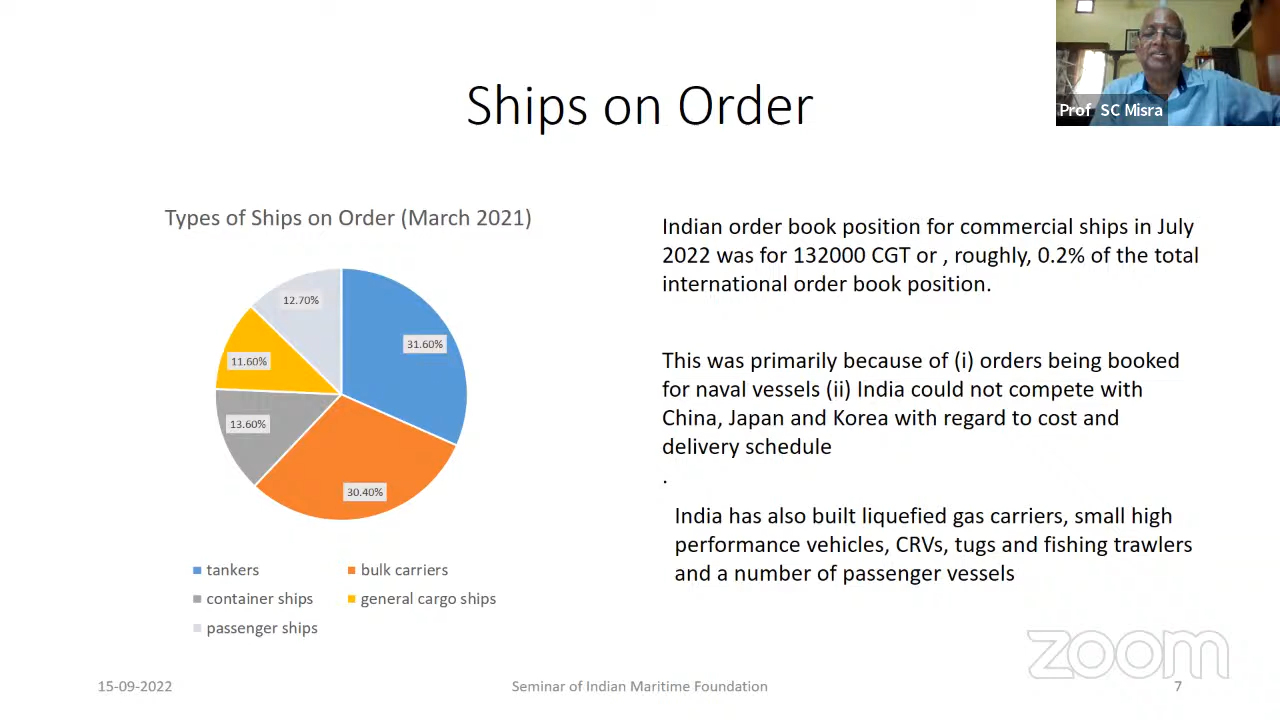 Prof SC Misra
Ships on Order
Types of Ships on Order (March 2021)
12.70%
31.60%
11.60%
13.60%
30.40%
tankers
bulk carriers
container ships
general cargo ships
passenger ships
Indian order book position for commercial ships in July
2022 was for 132000 CGT or , roughly, 0.2% of the total
international order book position.
This was primarily because of (i) orders being booked
for naval vessels (ii) India could not compete with
China, Japan and Korea with regard to cost and
delivery schedule
.
India has also built liquefied gas carriers, small high
performance vehicles, CRVs, tugs and fishing trawlers
and a number of passenger vessels
zoom
15-09-2022
Seminar of Indian Maritime Foundation
7